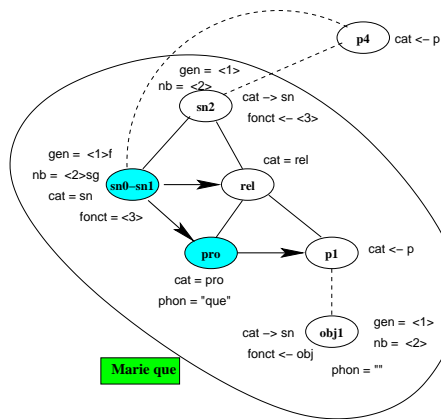 p4
cat <- p
gen = <1>
nb = <2>
sn2
cat -> sn
fonct <- <3>
gen = <1>f
nb = <2>sg
cat = sn
sn0-sn1
fonct = <3>
cat = rel
rel
pro
cat = pro
phon = "que"
p1
cat <- p
cat -> sn
fonct <- obj
obj1
gen = <1>
nb = <2>
phon = ""
Marie que